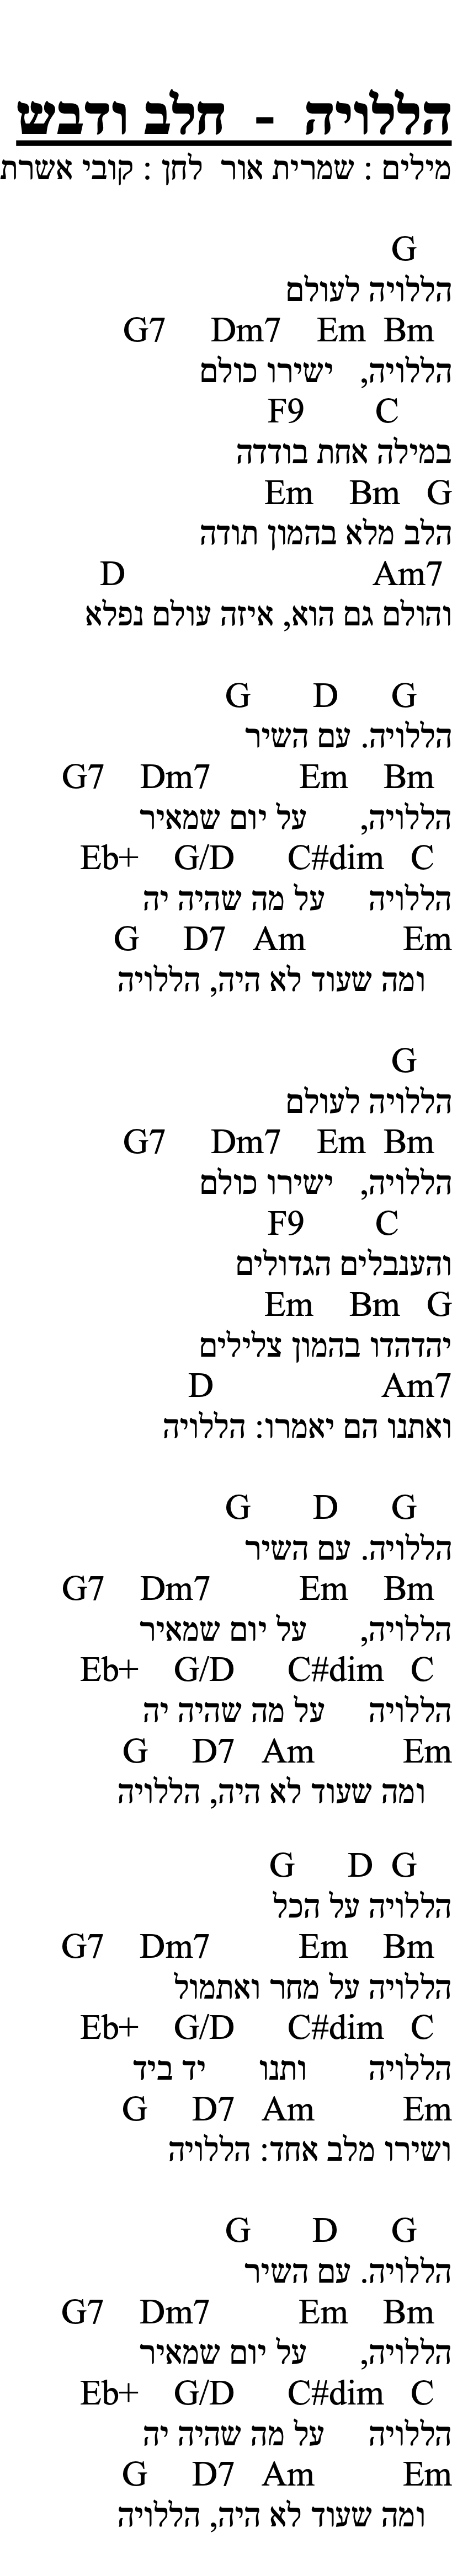 הללויה - חלב ודבש
מילים : שמרית אור לחן : קובי אשרת
G
הללויה לעולם
G7 Dm7 Em Bm
הללויה, ישירו כולם
F9 C
במילה אחת בודדה
Em Bm G
הלב מלא בהמון תודה
D Am7
והולם גם הוא, איזה עולם נפלא
G D G
הללויה. עם השיר
G7 Dm7 Em Bm
הללויה, על יום שמאיר
Eb+ G/D C#dim C
הללויה על מה שהיה יה
G D7 Am Em
ומה שעוד לא היה, הללויה
G
הללויה לעולם
G7 Dm7 Em Bm
הללויה, ישירו כולם
F9 C
והענבלים הגדולים
Em Bm G
יהדהדו בהמון צלילים
D Am7
ואתנו הם יאמרו: הללויה
G D G
הללויה. עם השיר
G7 Dm7 Em Bm
הללויה, על יום שמאיר
Eb+ G/D C#dim C
הללויה על מה שהיה יה
G D7 Am Em
ומה שעוד לא היה, הללויה
G D G
הללויה על הכל
G7 Dm7 Em Bm
הללויה על מחר ואתמול
Eb+ G/D C#dim C
הללויה ותנו יד ביד
G D7 Am Em
ושירו מלב אחד: הללויה
G D G
הללויה. עם השיר
G7 Dm7 Em Bm
הללויה, על יום שמאיר
Eb+ G/D C#dim C
הללויה על מה שהיה יה
G D7 Am Em
ומה שעוד לא היה, הללויה